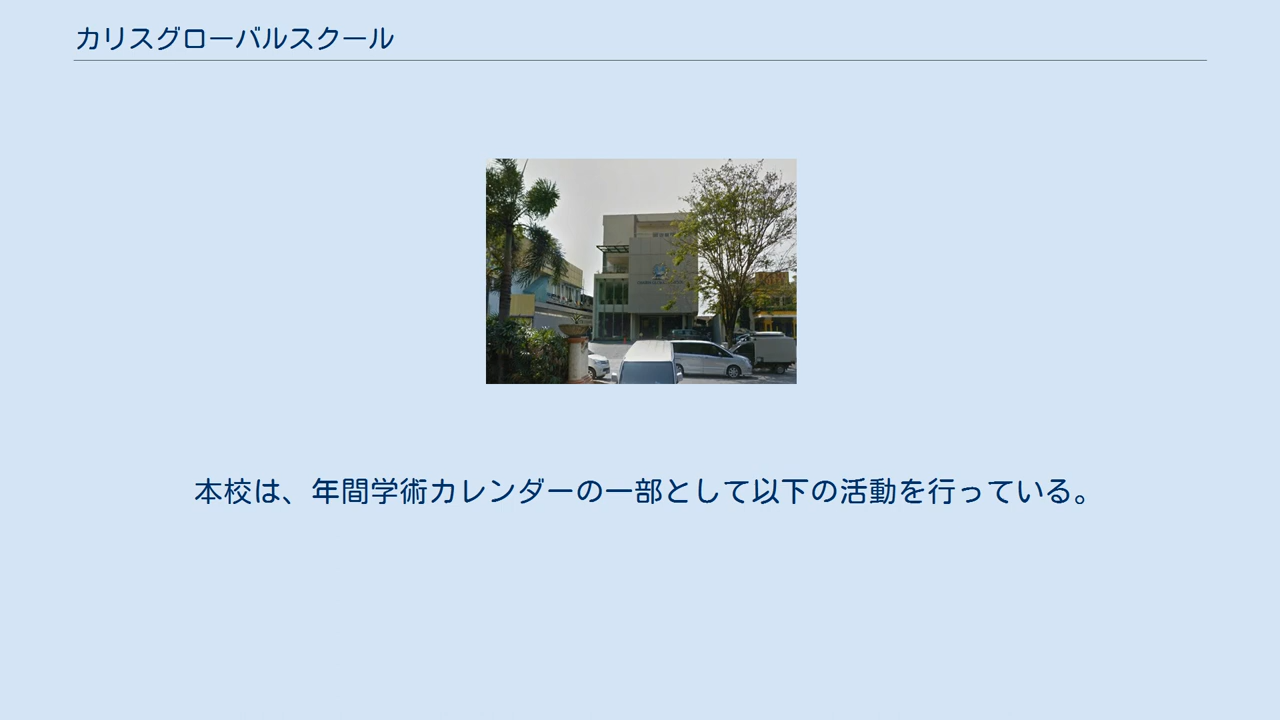 カリスグローバルスクール
本校は、年間学術カレンダーの一部として以下の活動を行っている。